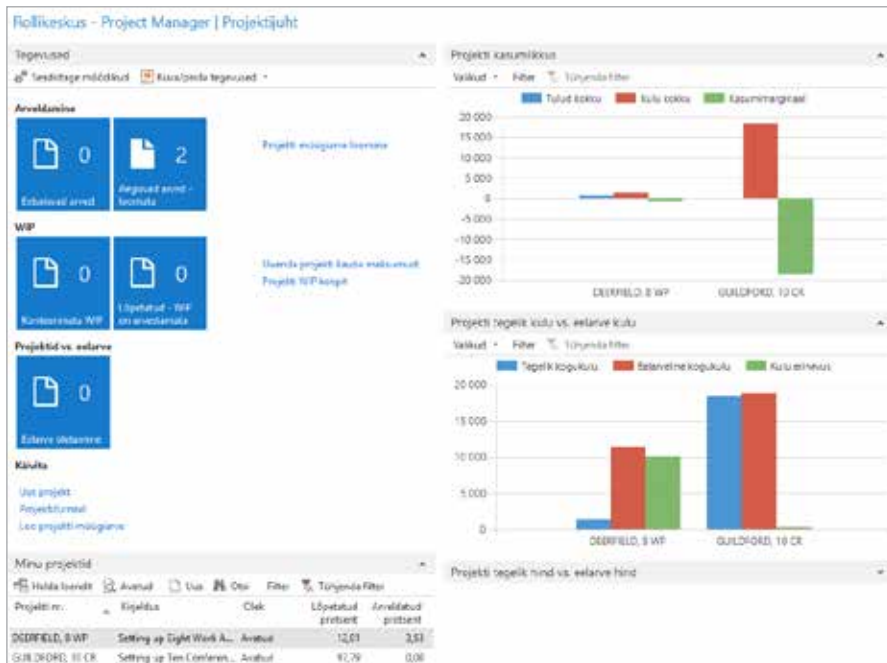 Rollikeskus - Project Manager | Projektijuht
Tegevused
Seadistage mõõdikud Kuva/peida tegevused
Arveldamine
0
Eelseisvad arved
2
Aegunud arved - loomata
Projekti müügiarve loomata
WIP
0
Konteerimata WIP
0
Lõpetatud - WIP on arvestamata
Uuenda projekti kauba maksumust
Projekti WIP koopit
Projektid vs. eelarve
0
Eelarve ületamine
Käivita
Uus projekt
Projektiülesanded
Loo projekti müügiarve
Minu projektid
Halda loendit Avatud Uus Otsi Filter Tühjenda filter
Projekti nr. Kirjeldus Olek Lõpetatud protsent Arveldatud protsent
DEERFIELD, 8 WP Setting up Eight Work A... Avatud 12,01 3,53
GUILDFORD, 10 CR Setting up Ten Conferen... Avatud 97,79 0,00
Projekti kasumlikkus
Valikud Filter Tühjenda filter
Tulud kokku Kulu kokku Kasumimarginaal
20 000
15 000
10 000
5 000
0
-5 000
-10 000
-15 000
-20 000
DEERFIELD, 8 WP GUILDFORD, 10 CR
Projekti tegelik kulu vs. eelarve kulu
Valikud Filter Tühjenda filter
Tegelik kogukulu Eelarveline kogukulu Kulu erinevus
20 000
15 000
10 000
5 000
0
DEERFIELD, 8 WP GUILDFORD, 10 CR
Projekti tegelik hind vs. eelarve hind